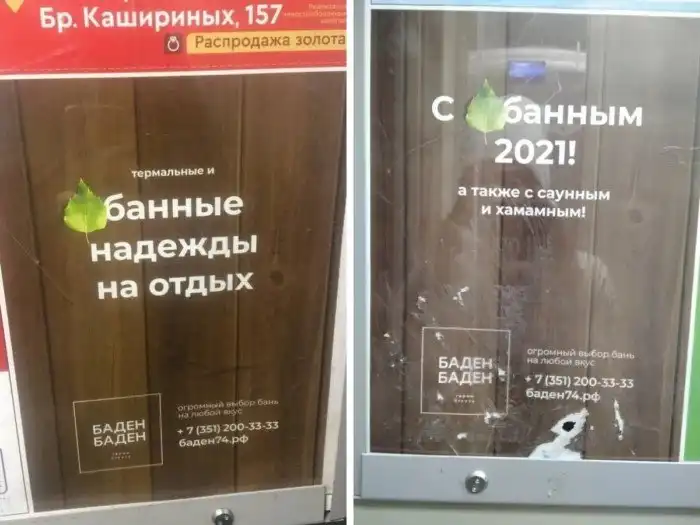 Бр. Кашириных, 157
Распродажа золота
термальные и
банные
надежды
на отдых
БАДЕН
БАДЕН
огромный выбор бань
на любой вкус
+ 7 (351) 200-33-33
баден74.рф
С банным
2021!
а также с саунным
и хамамным!
БАДЕН
БАДЕН
огромный выбор бань
на любой вкус
+ 7 (351) 200-33-33
баден74.рф